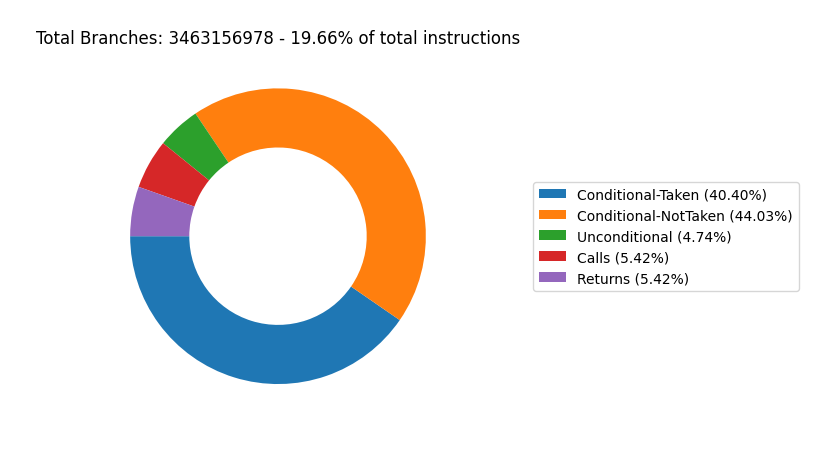 Total Branches: 3463156978 - 19.66% of total instructions
Conditional-Taken (40.40%)
Conditional-NotTaken (44.03%)
Unconditional (4.74%)
Calls (5.42%)
Returns (5.42%)